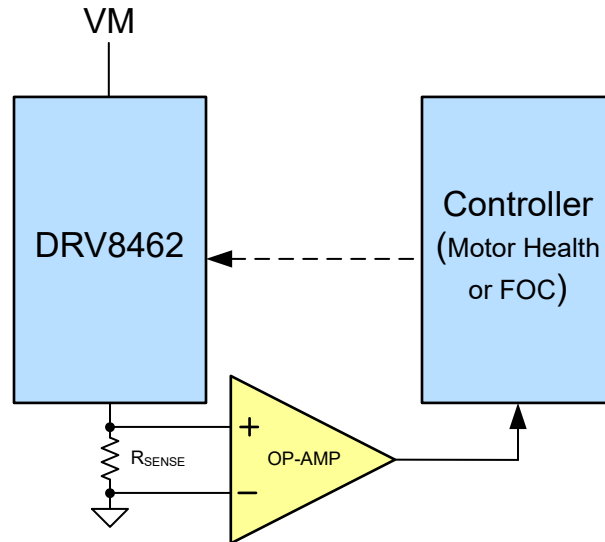 VM
DRV8462
Controller
(Motor Health
or FOC)
RSENSE
+
OP-AMP
−